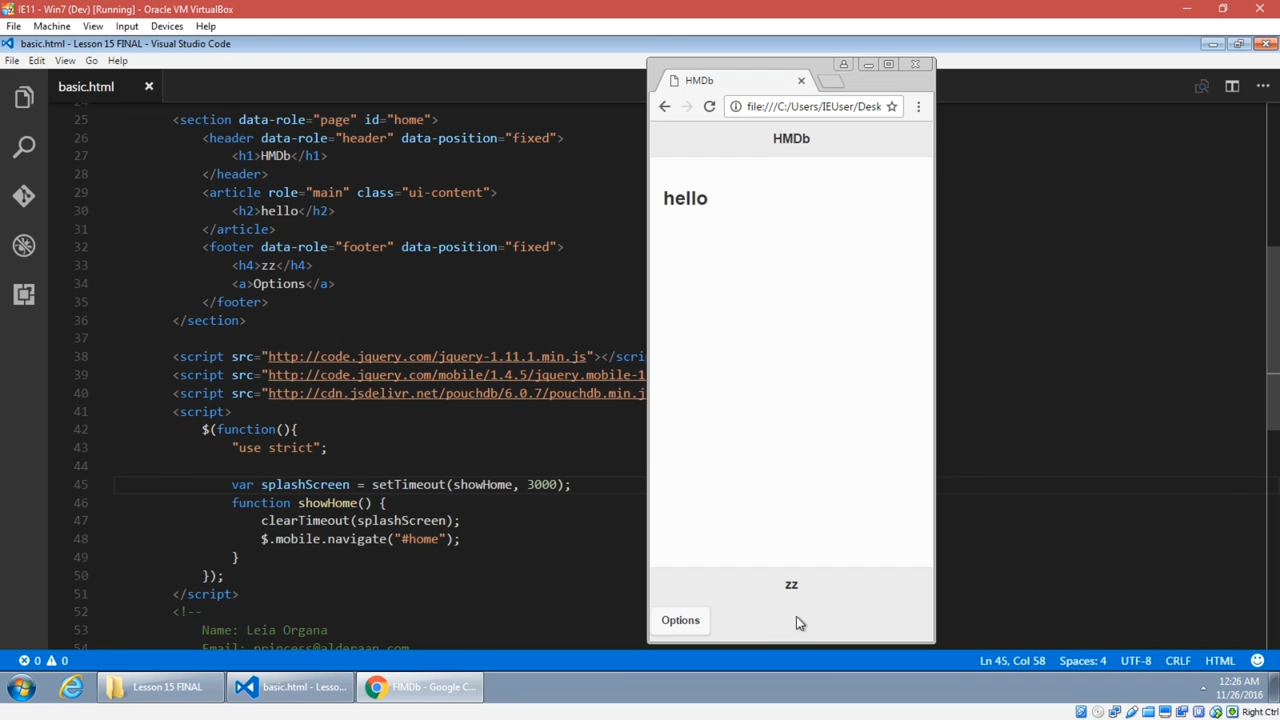 IE11 - Win7 (Dev) [Running] - Oracle VM VirtualBox
File Machine View Input Devices Help
basic.html - Lesson 15 FINAL - Visual Studio Code
File Edit View Go Help
basic.html
25 <section data-role="page" id="home">
26 <header data-role="header" data-position="fixed">
27 <h1>HMDb</h1>
28 </header>
29 <article role="main" class="ui-content">
30 <h2>hello</h2>
31 </article>
32 <footer data-role="footer" data-position="fixed">
33 <h4>zz</h4>
34 <a>Options</a>
35 </footer>
36 </section>
37
38 <script src="http://code.jquery.com/jquery-1.11.1.min.js"></scri
39 <script src="http://code.jquery.com/mobile/1.4.5/jquery.mobile-1
40 <script src="http://cdn.jsdelivr.net/pouchdb/6.0.7/pouchdb.min.j
41 <script>
42 $(function(){
43 "use strict";
44
45 var splashScreen = setTimeout(showHome, 3000);
46 function showHome() {
47 clearTimeout(splashScreen);
48 $.mobile.navigate("#home");
49 }
50 });
51 </script>
52 <!--
53 Name: Leia Organa
54 Email: princess@alderaan.com
HMDb
file:///C:/Users/IEUser/Desk
HMDb
hello
zz
Options
0 0 Ln 45, Col 58 Spaces: 4 UTF-8 CRLF HTML
Lesson 15 FINAL basic.html - Lesso... HMDb - Google C... 12:26 AM
11/26/2016
Right Ctrl